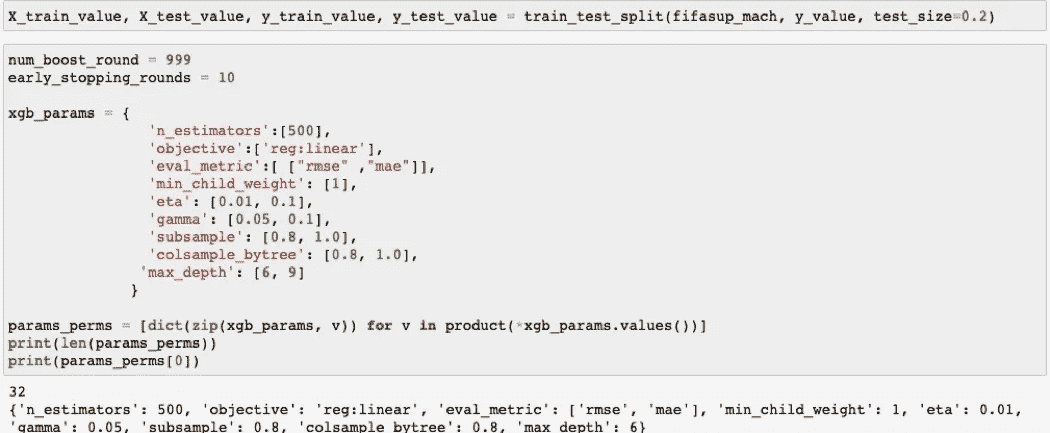 X_train_value, X_test_value, y_train_value, y_test_value = train_test_split(fifasup_mach, y_value, test_size=0.2)
num_boost_round = 999
early_stopping_rounds = 10
xgb_params = {
'n_estimators':[500],
'objective':['reg:linear'],
'eval_metric':[ ["rmse" ,"mae"]],
'min_child_weight': [1],
'eta': [0.01, 0.1],
'gamma': [0.05, 0.1],
'subsample': [0.8, 1.0],
'colsample_bytree': [0.8, 1.0],
'max_depth': [6, 9]
}
params_perms = [dict(zip(xgb_params, v)) for v in product(*xgb_params.values())]
print(len(params_perms))
print(params_perms[0])
32
{'n_estimators': 500, 'objective': 'reg:linear', 'eval_metric': ['rmse', 'mae'], 'min_child_weight': 1, 'eta': 0.01,
'gamma': 0.05, 'subsample': 0.8, 'colsample_bytree': 0.8, 'max_depth': 6}